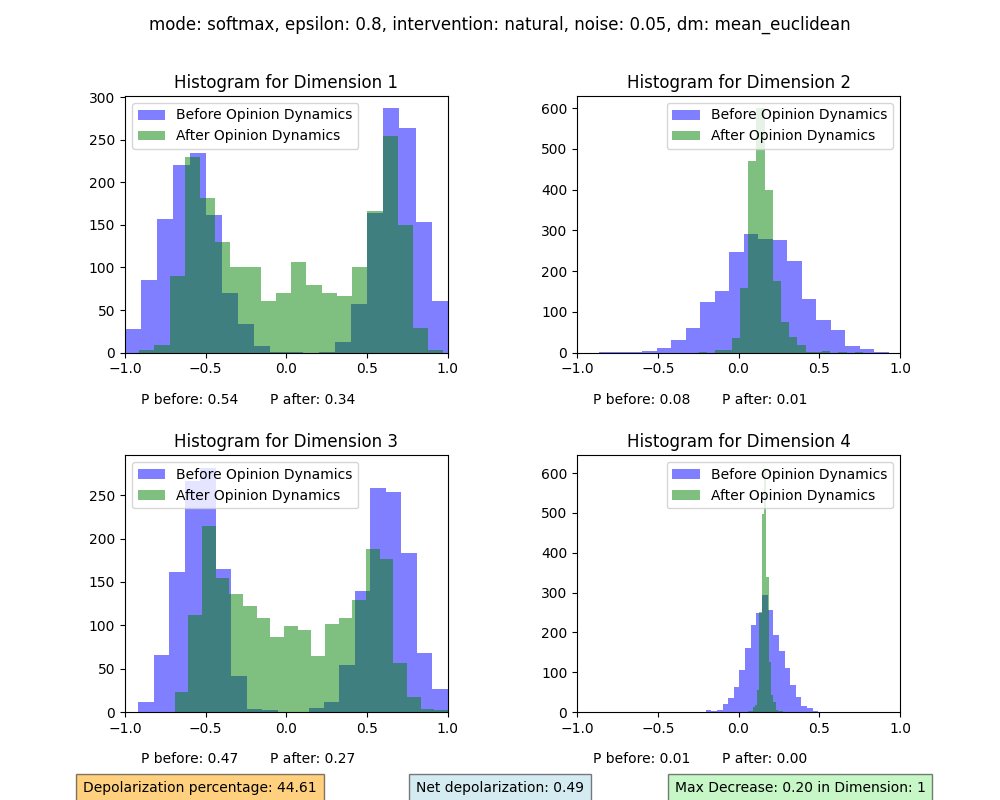 mode: softmax, epsilon: 0.8, intervention: natural, noise: 0.05, dm: mean_euclidean
Histogram for Dimension 1
300
250
200
150
100
50
0
Before Opinion Dynamics
After Opinion Dynamics
−1.0 −0.5 0.0 0.5 1.0
P before: 0.54 P after: 0.34
Histogram for Dimension 2
600
500
400
300
200
100
0
Before Opinion Dynamics
After Opinion Dynamics
−1.0 −0.5 0.0 0.5 1.0
P before: 0.08 P after: 0.01
Histogram for Dimension 3
250
200
150
100
50
0
Before Opinion Dynamics
After Opinion Dynamics
−1.0 −0.5 0.0 0.5 1.0
P before: 0.47 P after: 0.27
Histogram for Dimension 4
600
500
400
300
200
100
0
Before Opinion Dynamics
After Opinion Dynamics
−1.0 −0.5 0.0 0.5 1.0
P before: 0.01 P after: 0.00
Depolarization percentage: 44.61
Net depolarization: 0.49
Max Decrease: 0.20 in Dimension: 1